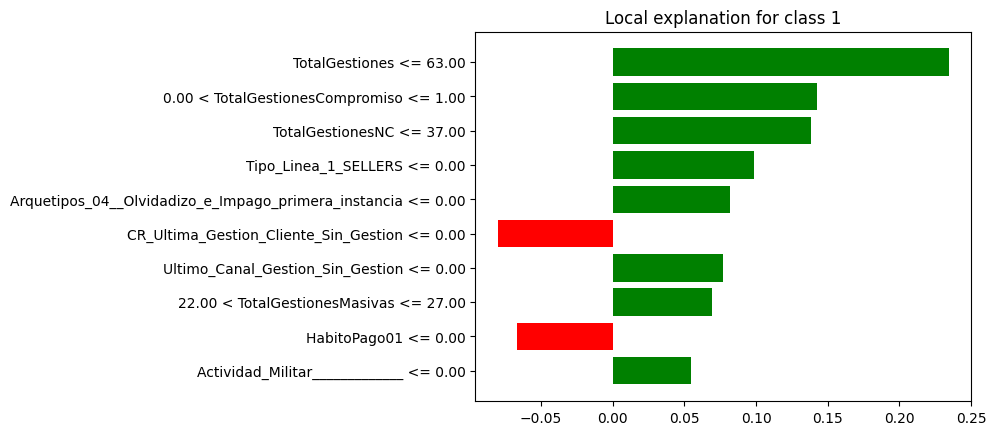 Local explanation for class 1
TotalGestiones <= 63.00
0.00 < TotalGestionesCompromiso <= 1.00
TotalGestionesNC <= 37.00
Tipo_Linea_1_SELLERS <= 0.00
Arquetipos_04__Olvidadizo_e_Impago_primera_instancia <= 0.00
CR_Ultima_Gestion_Cliente_Sin_Gestion <= 0.00
Ultimo_Canal_Gestion_Sin_Gestion <= 0.00
22.00 < TotalGestionesMasivas <= 27.00
HabitoPago01 <= 0.00
Actividad_Militar_____________ <= 0.00
−0.05 0.00 0.05 0.10 0.15 0.20 0.25